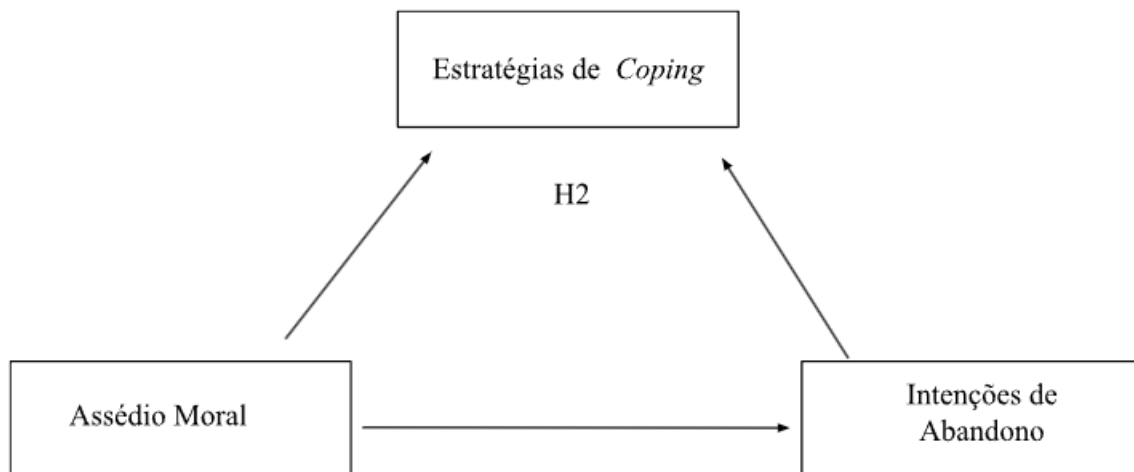 Estratégias de Coping
H2
Assédio Moral
Intenções de
Abandono